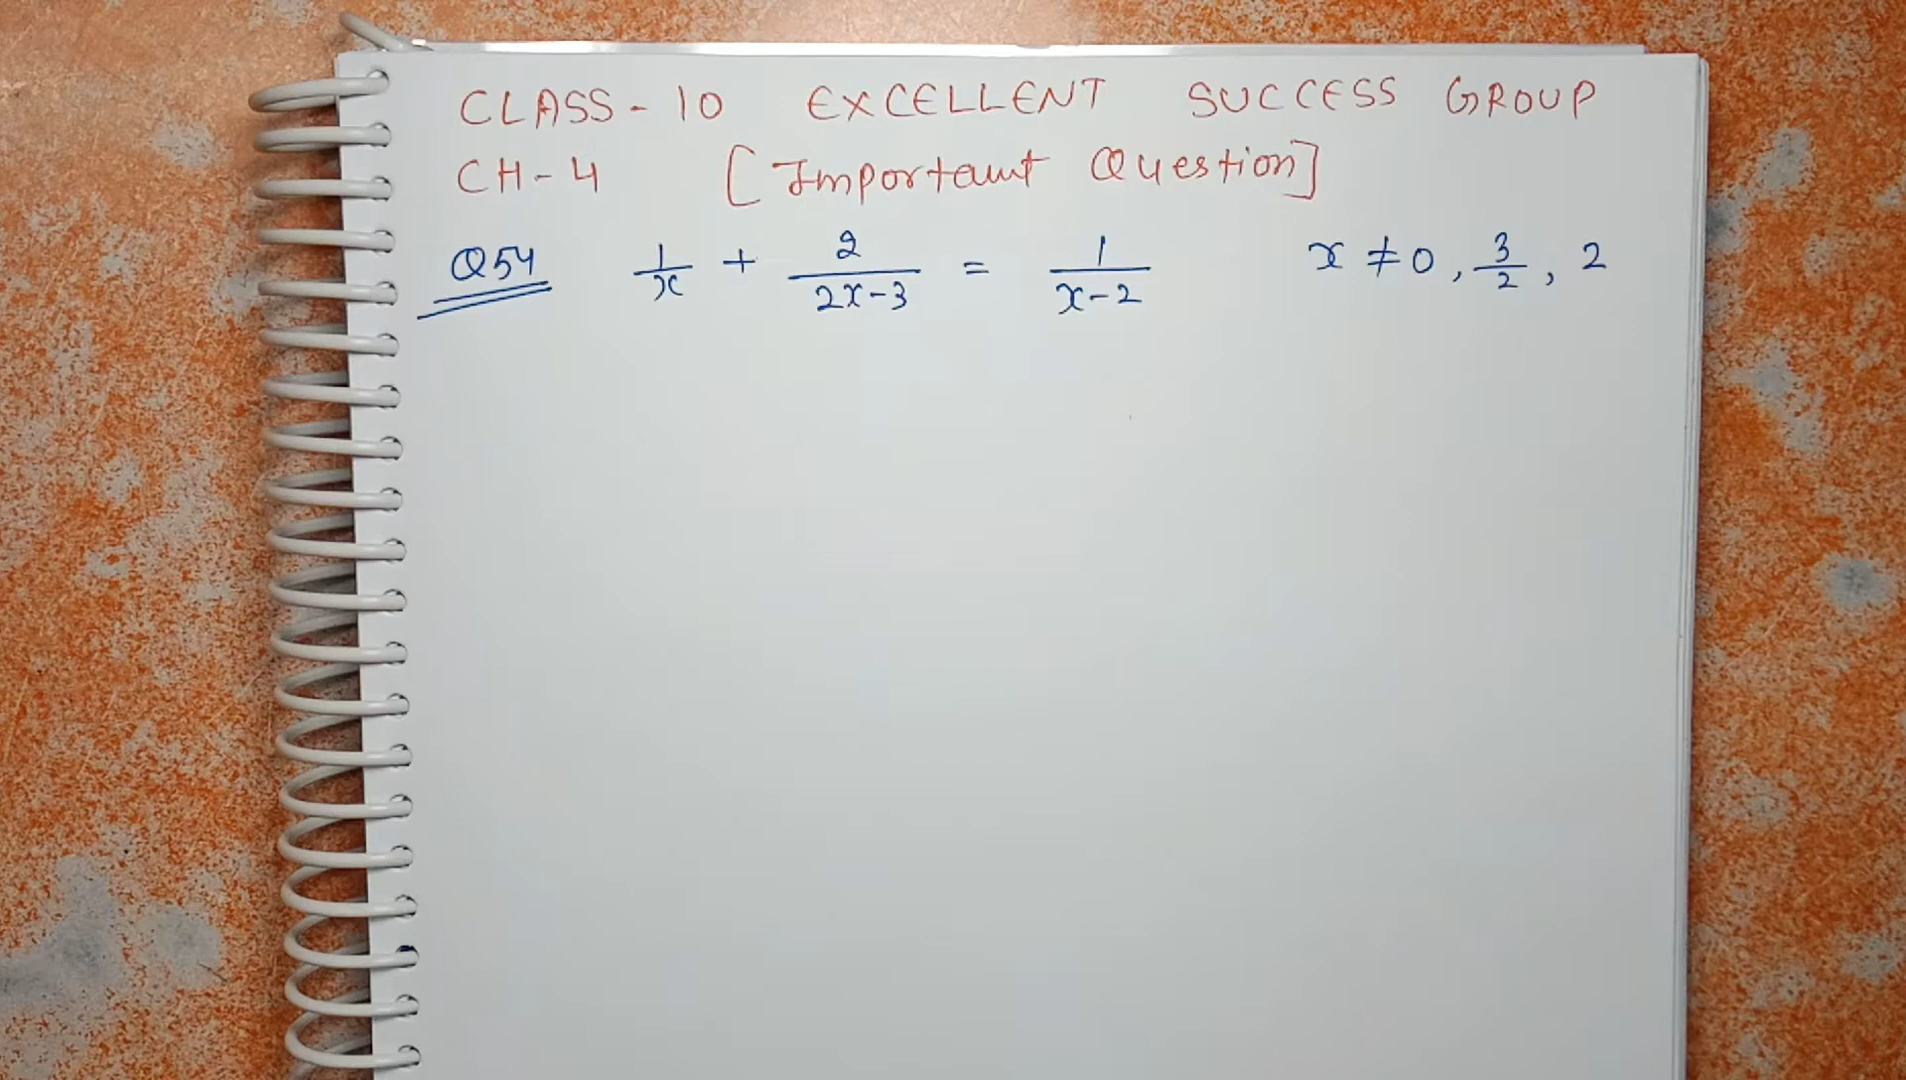 CLASS-10 EXCELLENT SUCCESS GROUP
CH-4 [Important Question]
Q54 1/x + 2/(2x-3) = 1/(x-2) x ≠ 0, 3/2, 2